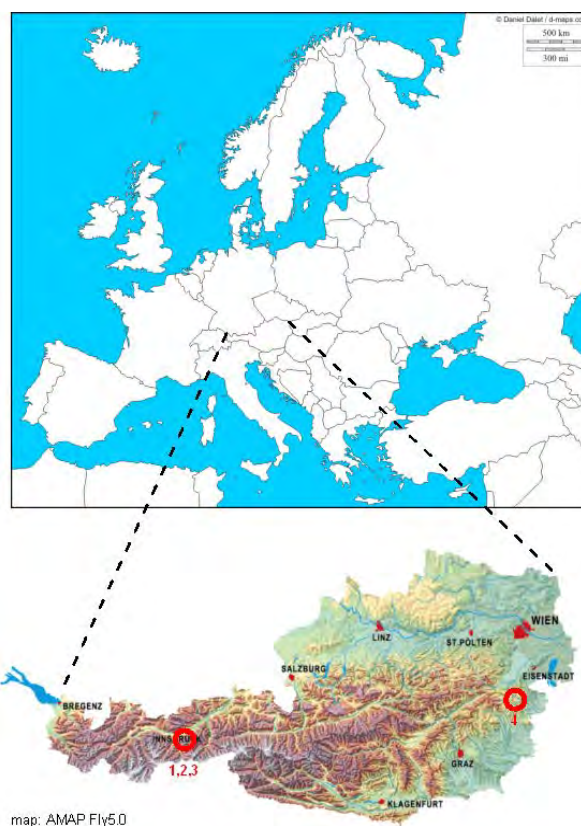 © Daniel Dalet / d-maps.co
500 km
300 mi
WIEN
LINZ
ST.PÖLTEN
SALZBURG
EISENSTADT
BREGENZ
4
INNSBRUCK
1,2,3
GRAZ
KLAGENFURT
map: AMAP Fly5.0